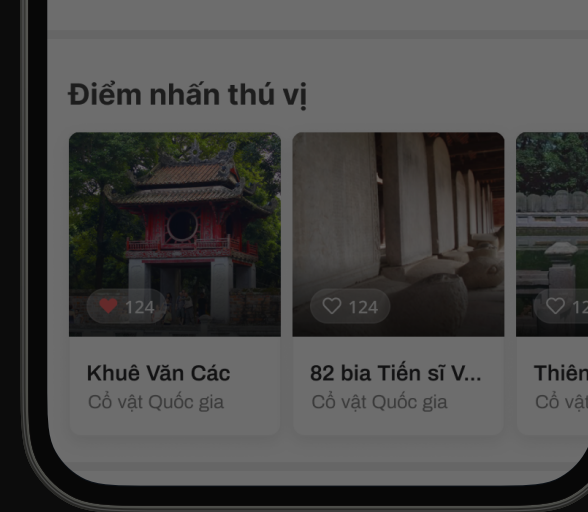 Điểm nhấn thú vị
124
124
12
Khuê Văn Các
82 bia Tiến sĩ V...
Thiên
Cổ vật Quốc gia
Cổ vật Quốc gia
Cổ vật